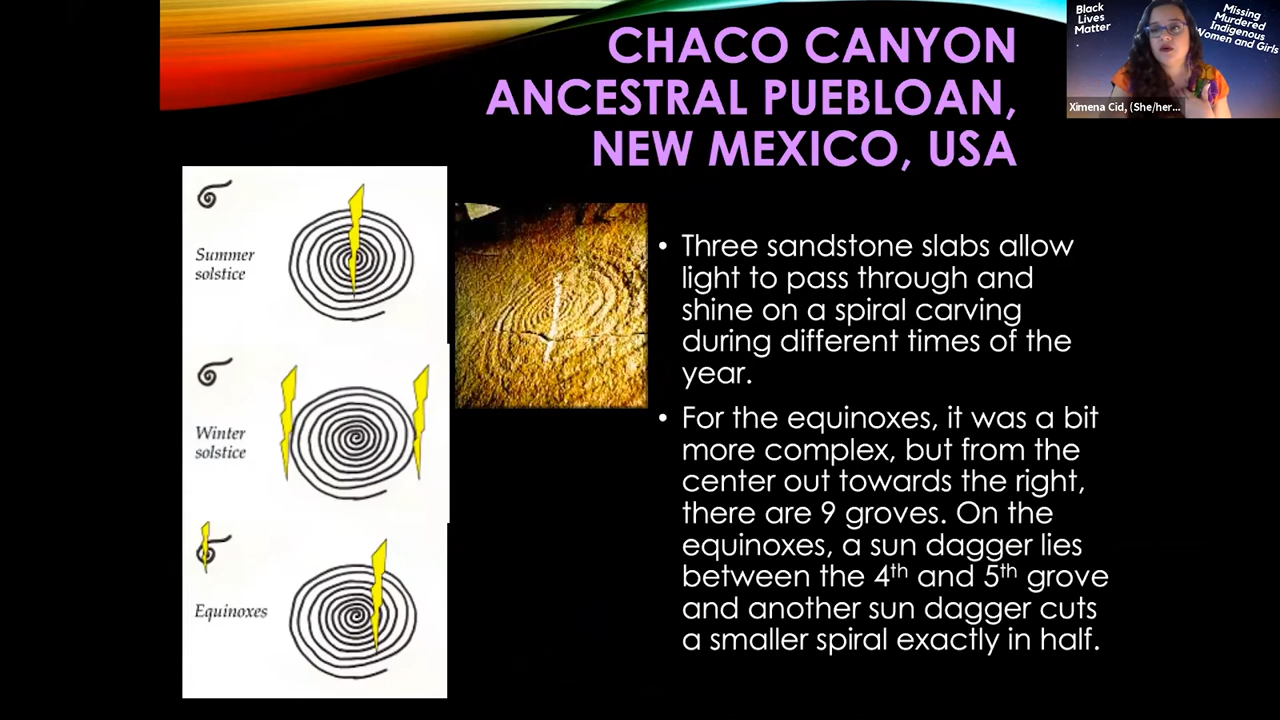 CHACO CANYON
ANCESTRAL PUEBLOAN,
NEW MEXICO, USA
Black
Lives
Matter
Missing
Murdered
Indigenous
Women and Girls
Ximena Cid, (She/her...
Summer
solstice
Winter
solstice
Equinoxes
• Three sandstone slabs allow
light to pass through and
shine on a spiral carving
during different times of the
year.
• For the equinoxes, it was a bit
more complex, but from the
center out towards the right,
there are 9 groves. On the
equinoxes, a sun dagger lies
between the 4th and 5th grove
and another sun dagger cuts
a smaller spiral exactly in half.